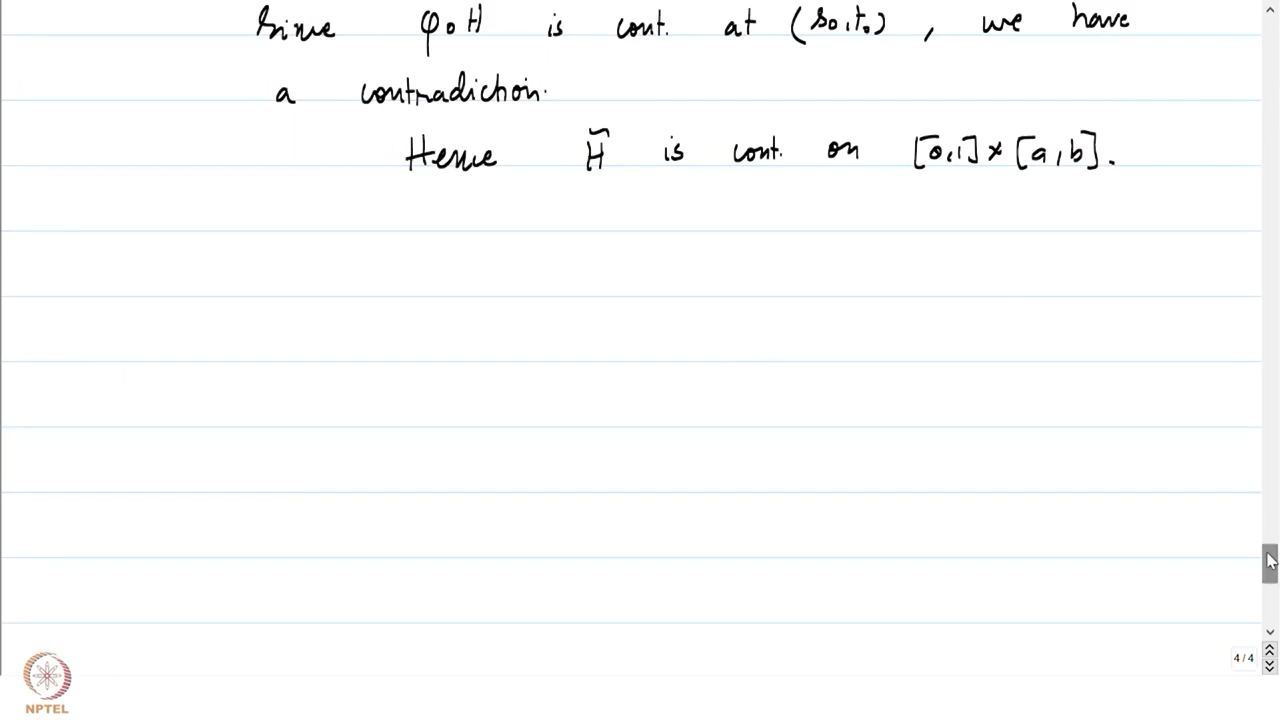 Since φ∘H is cont. at (s₀,t₀), we have
a contradiction.
Hence H̃ is cont. on [0,1] × [a,b].
4 / 4
NPTEL